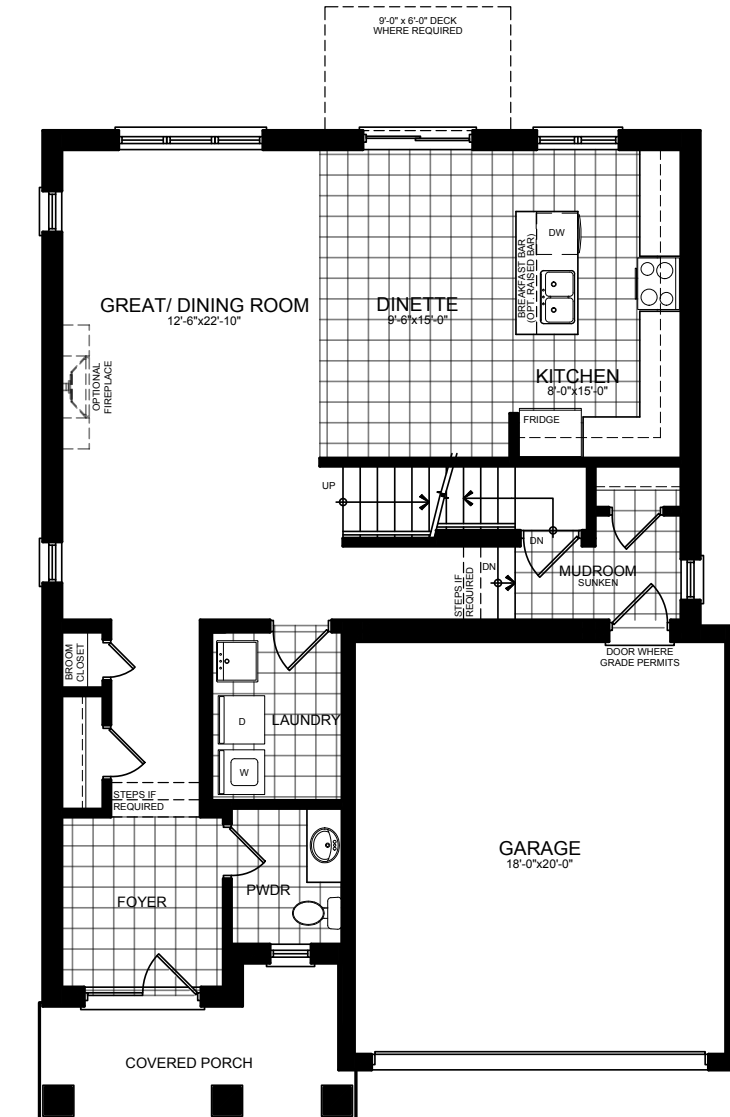 9'-0" x 6'-0" DECK
WHERE REQUIRED
GREAT/ DINING ROOM
12'-6"x22'-10"
DINETTE
9'-6"x15'-0"
BREAKFAST BAR
(OPT. RAISED BAR)
DW
KITCHEN
8'-0"x15'-0"
FRIDGE
OPTIONAL
FIREPLACE
UP
DN
DN
STEPS IF
REQUIRED
MUDROOM
SUNKEN
DOOR WHERE
GRADE PERMITS
BROOM
CLOSET
D
LAUNDRY
W
STEPS IF
REQUIRED
GARAGE
18'-0"x20'-0"
FOYER
PWDR
COVERED PORCH